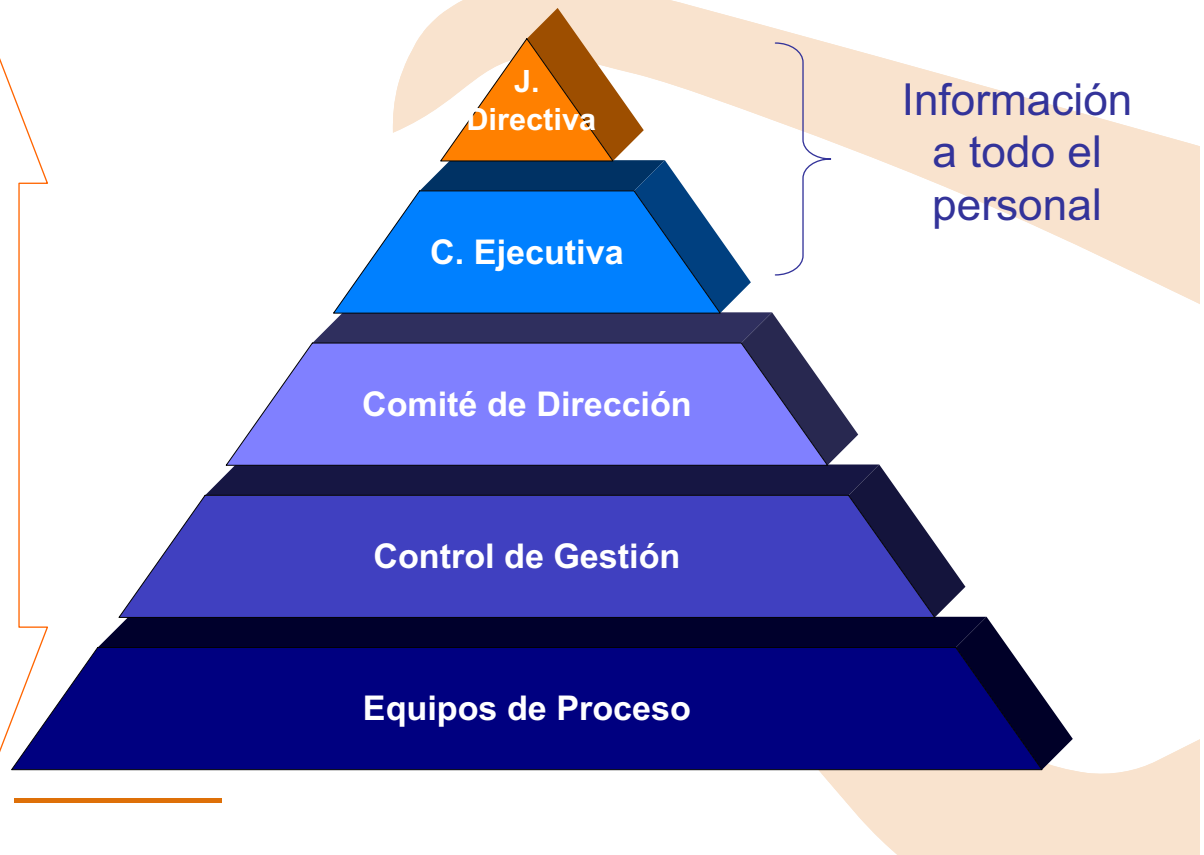 J.
Directiva
Información
a todo el
personal
C. Ejecutiva
Comité de Dirección
Control de Gestión
Equipos de Proceso